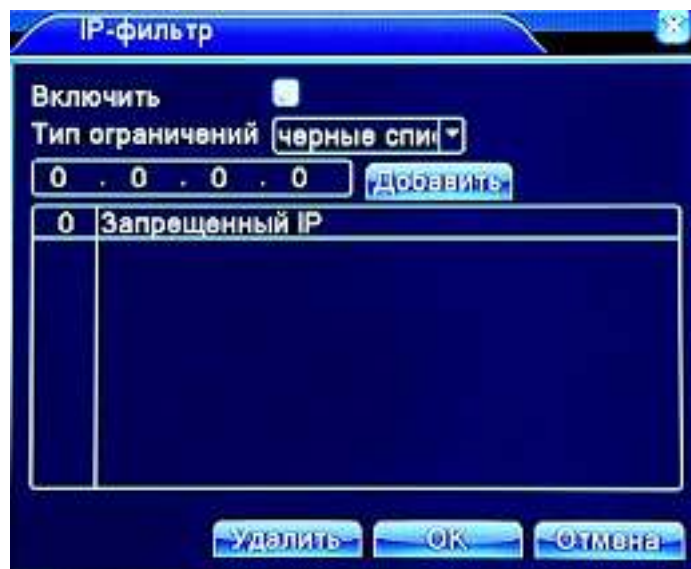 IP-фильтр
Включить
Тип ограничений черные спи
0 . 0 . 0 . 0 Добавить
0 Запрещенный IP
Удалить OK Отмена